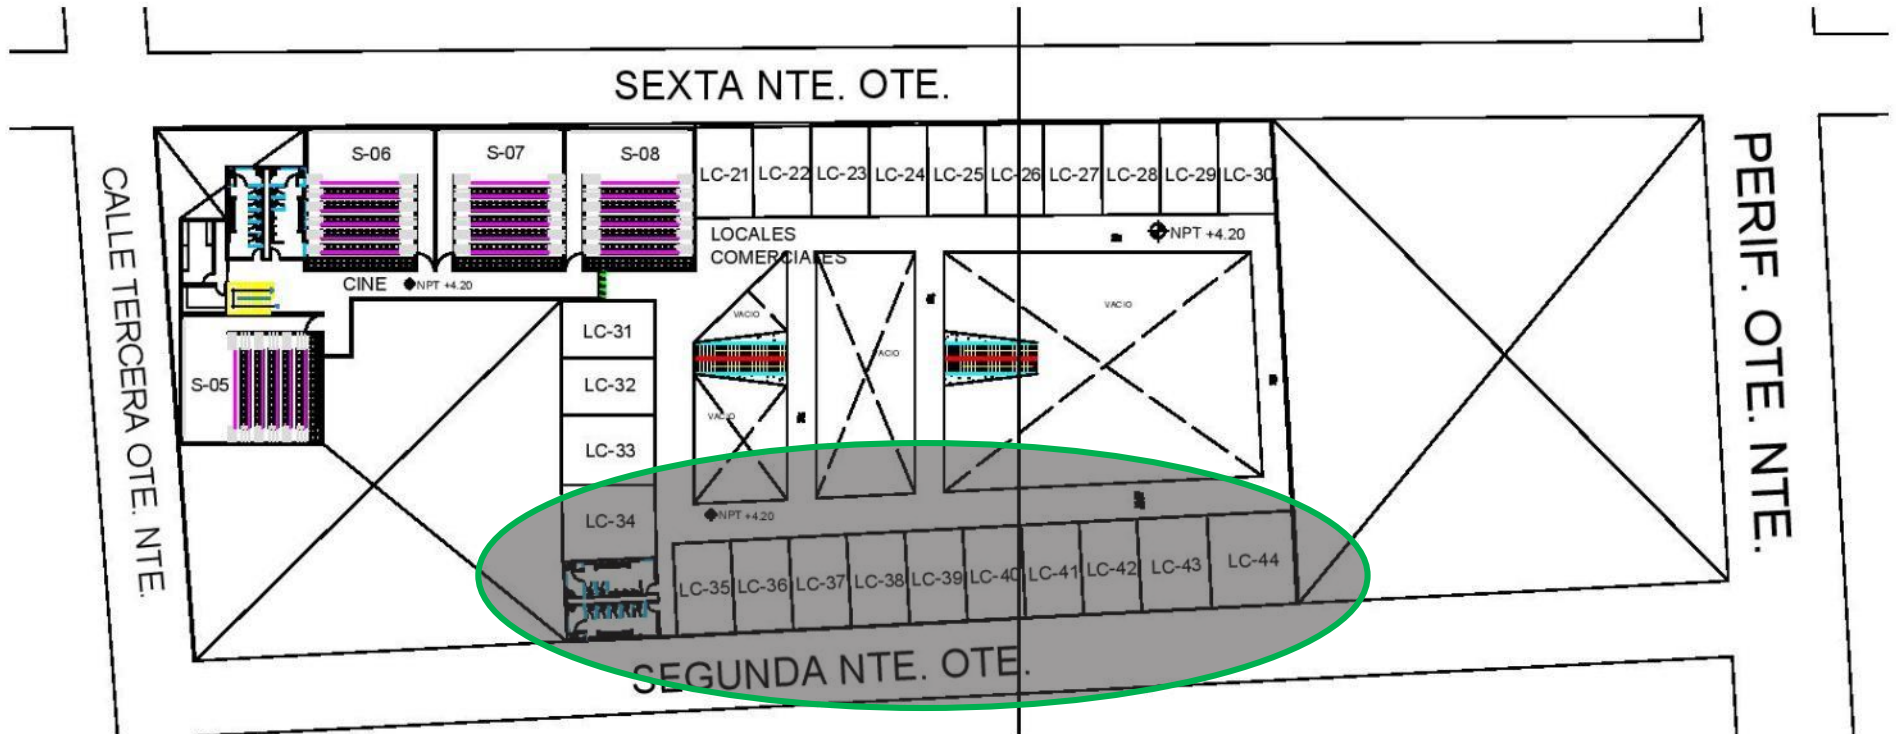 SEXTA NTE. OTE.
CALLE TERCERA OTE. NTE.
PERIF. OTE. NTE.
S-06
S-07
S-08
LC-21
LC-22
LC-23
LC-24
LC-25
LC-26
LC-27
LC-28
LC-29
LC-30
LOCALES
COMERCIALES
NPT +4.20
CINE
NPT +4.20
VACIO
VACIO
VACIO
VACIO
S-05
LC-31
LC-32
LC-33
LC-34
NPT +4.20
LC-35
LC-36
LC-37
LC-38
LC-39
LC-40
LC-41
LC-42
LC-43
LC-44
SEGUNDA NTE. OTE.